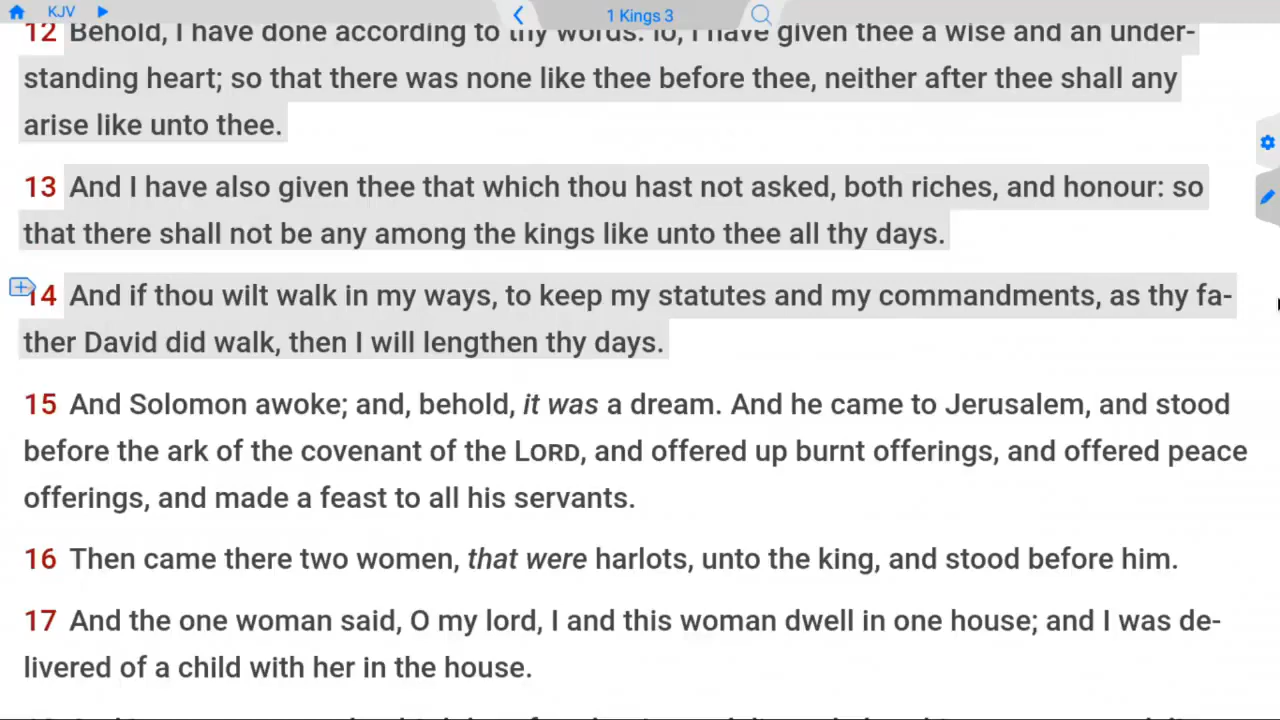 KJV
1 Kings 3
12 Behold, I have done according to thy words: lo, I have given thee a wise and an under-
standing heart; so that there was none like thee before thee, neither after thee shall any
arise like unto thee.
13 And I have also given thee that which thou hast not asked, both riches, and honour: so
that there shall not be any among the kings like unto thee all thy days.
14 And if thou wilt walk in my ways, to keep my statutes and my commandments, as thy fa-
ther David did walk, then I will lengthen thy days.
15 And Solomon awoke; and, behold, it was a dream. And he came to Jerusalem, and stood
before the ark of the covenant of the LORD, and offered up burnt offerings, and offered peace
offerings, and made a feast to all his servants.
16 Then came there two women, that were harlots, unto the king, and stood before him.
17 And the one woman said, O my lord, I and this woman dwell in one house; and I was de-
livered of a child with her in the house.